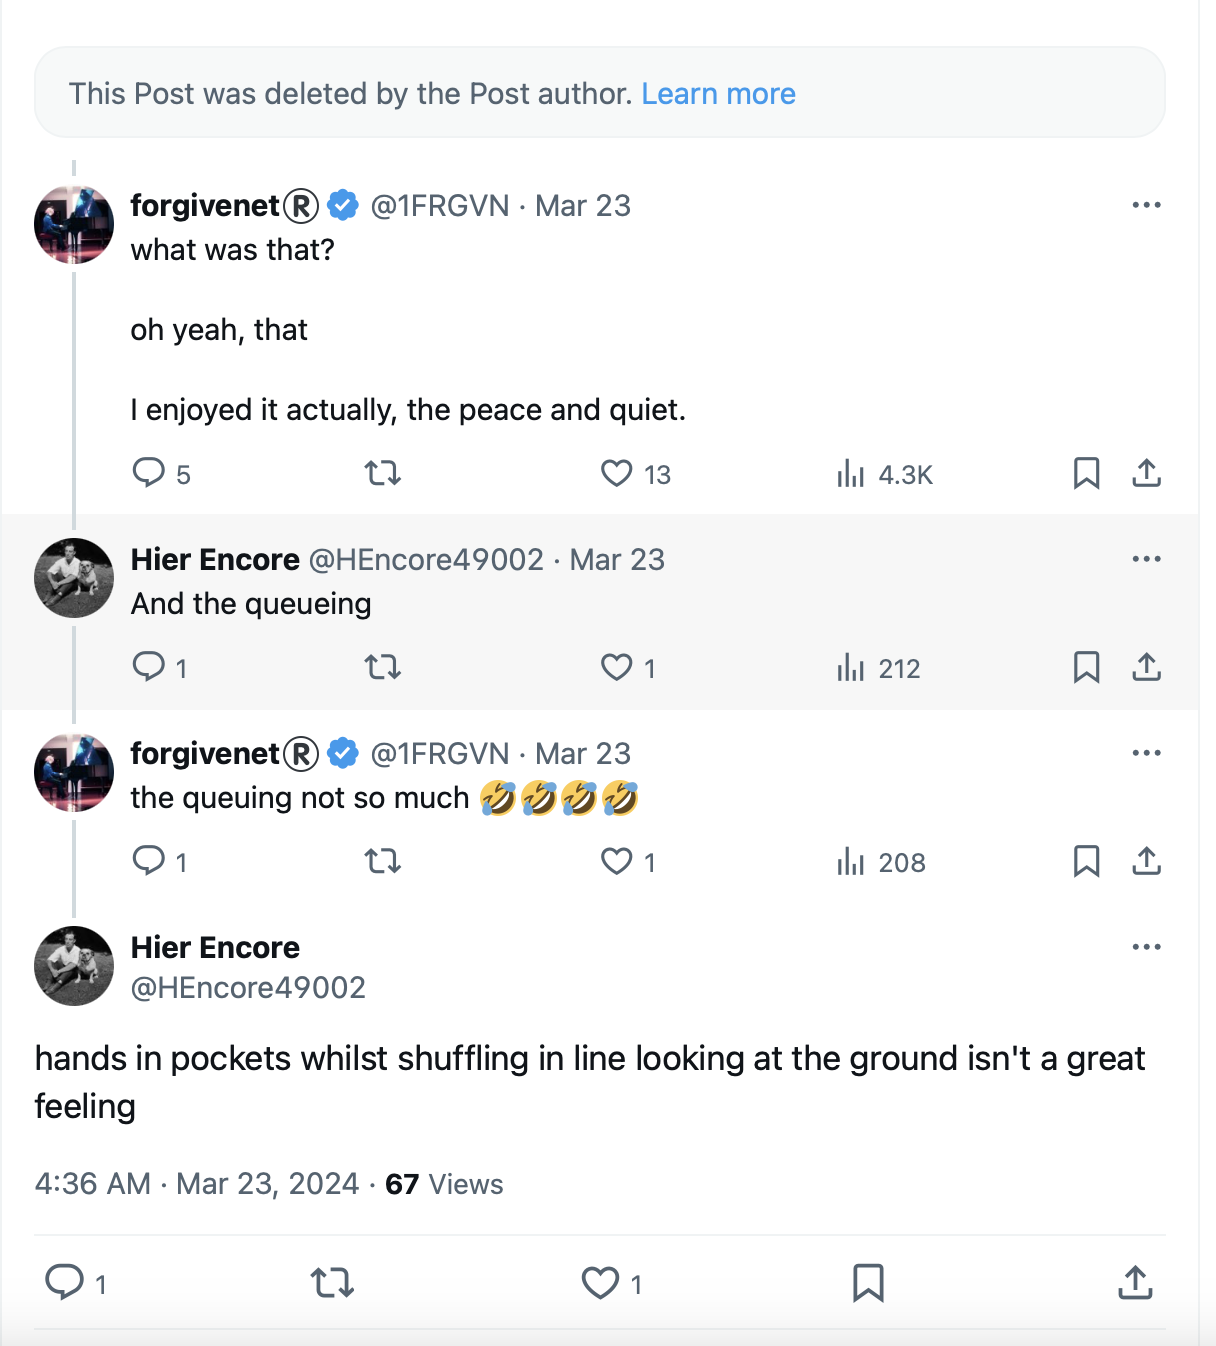 This Post was deleted by the Post author. Learn more
forgivenet® @1FRGVN · Mar 23
what was that?
oh yeah, that
I enjoyed it actually, the peace and quiet.
5 13 4.3K
Hier Encore @HEncore49002 · Mar 23
And the queueing
1 1 212
forgivenet® @1FRGVN · Mar 23
the queuing not so much 🤣🤣🤣🤣
1 1 208
Hier Encore
@HEncore49002
hands in pockets whilst shuffling in line looking at the ground isn't a great
feeling
4:36 AM · Mar 23, 2024 · 67 Views
1 1